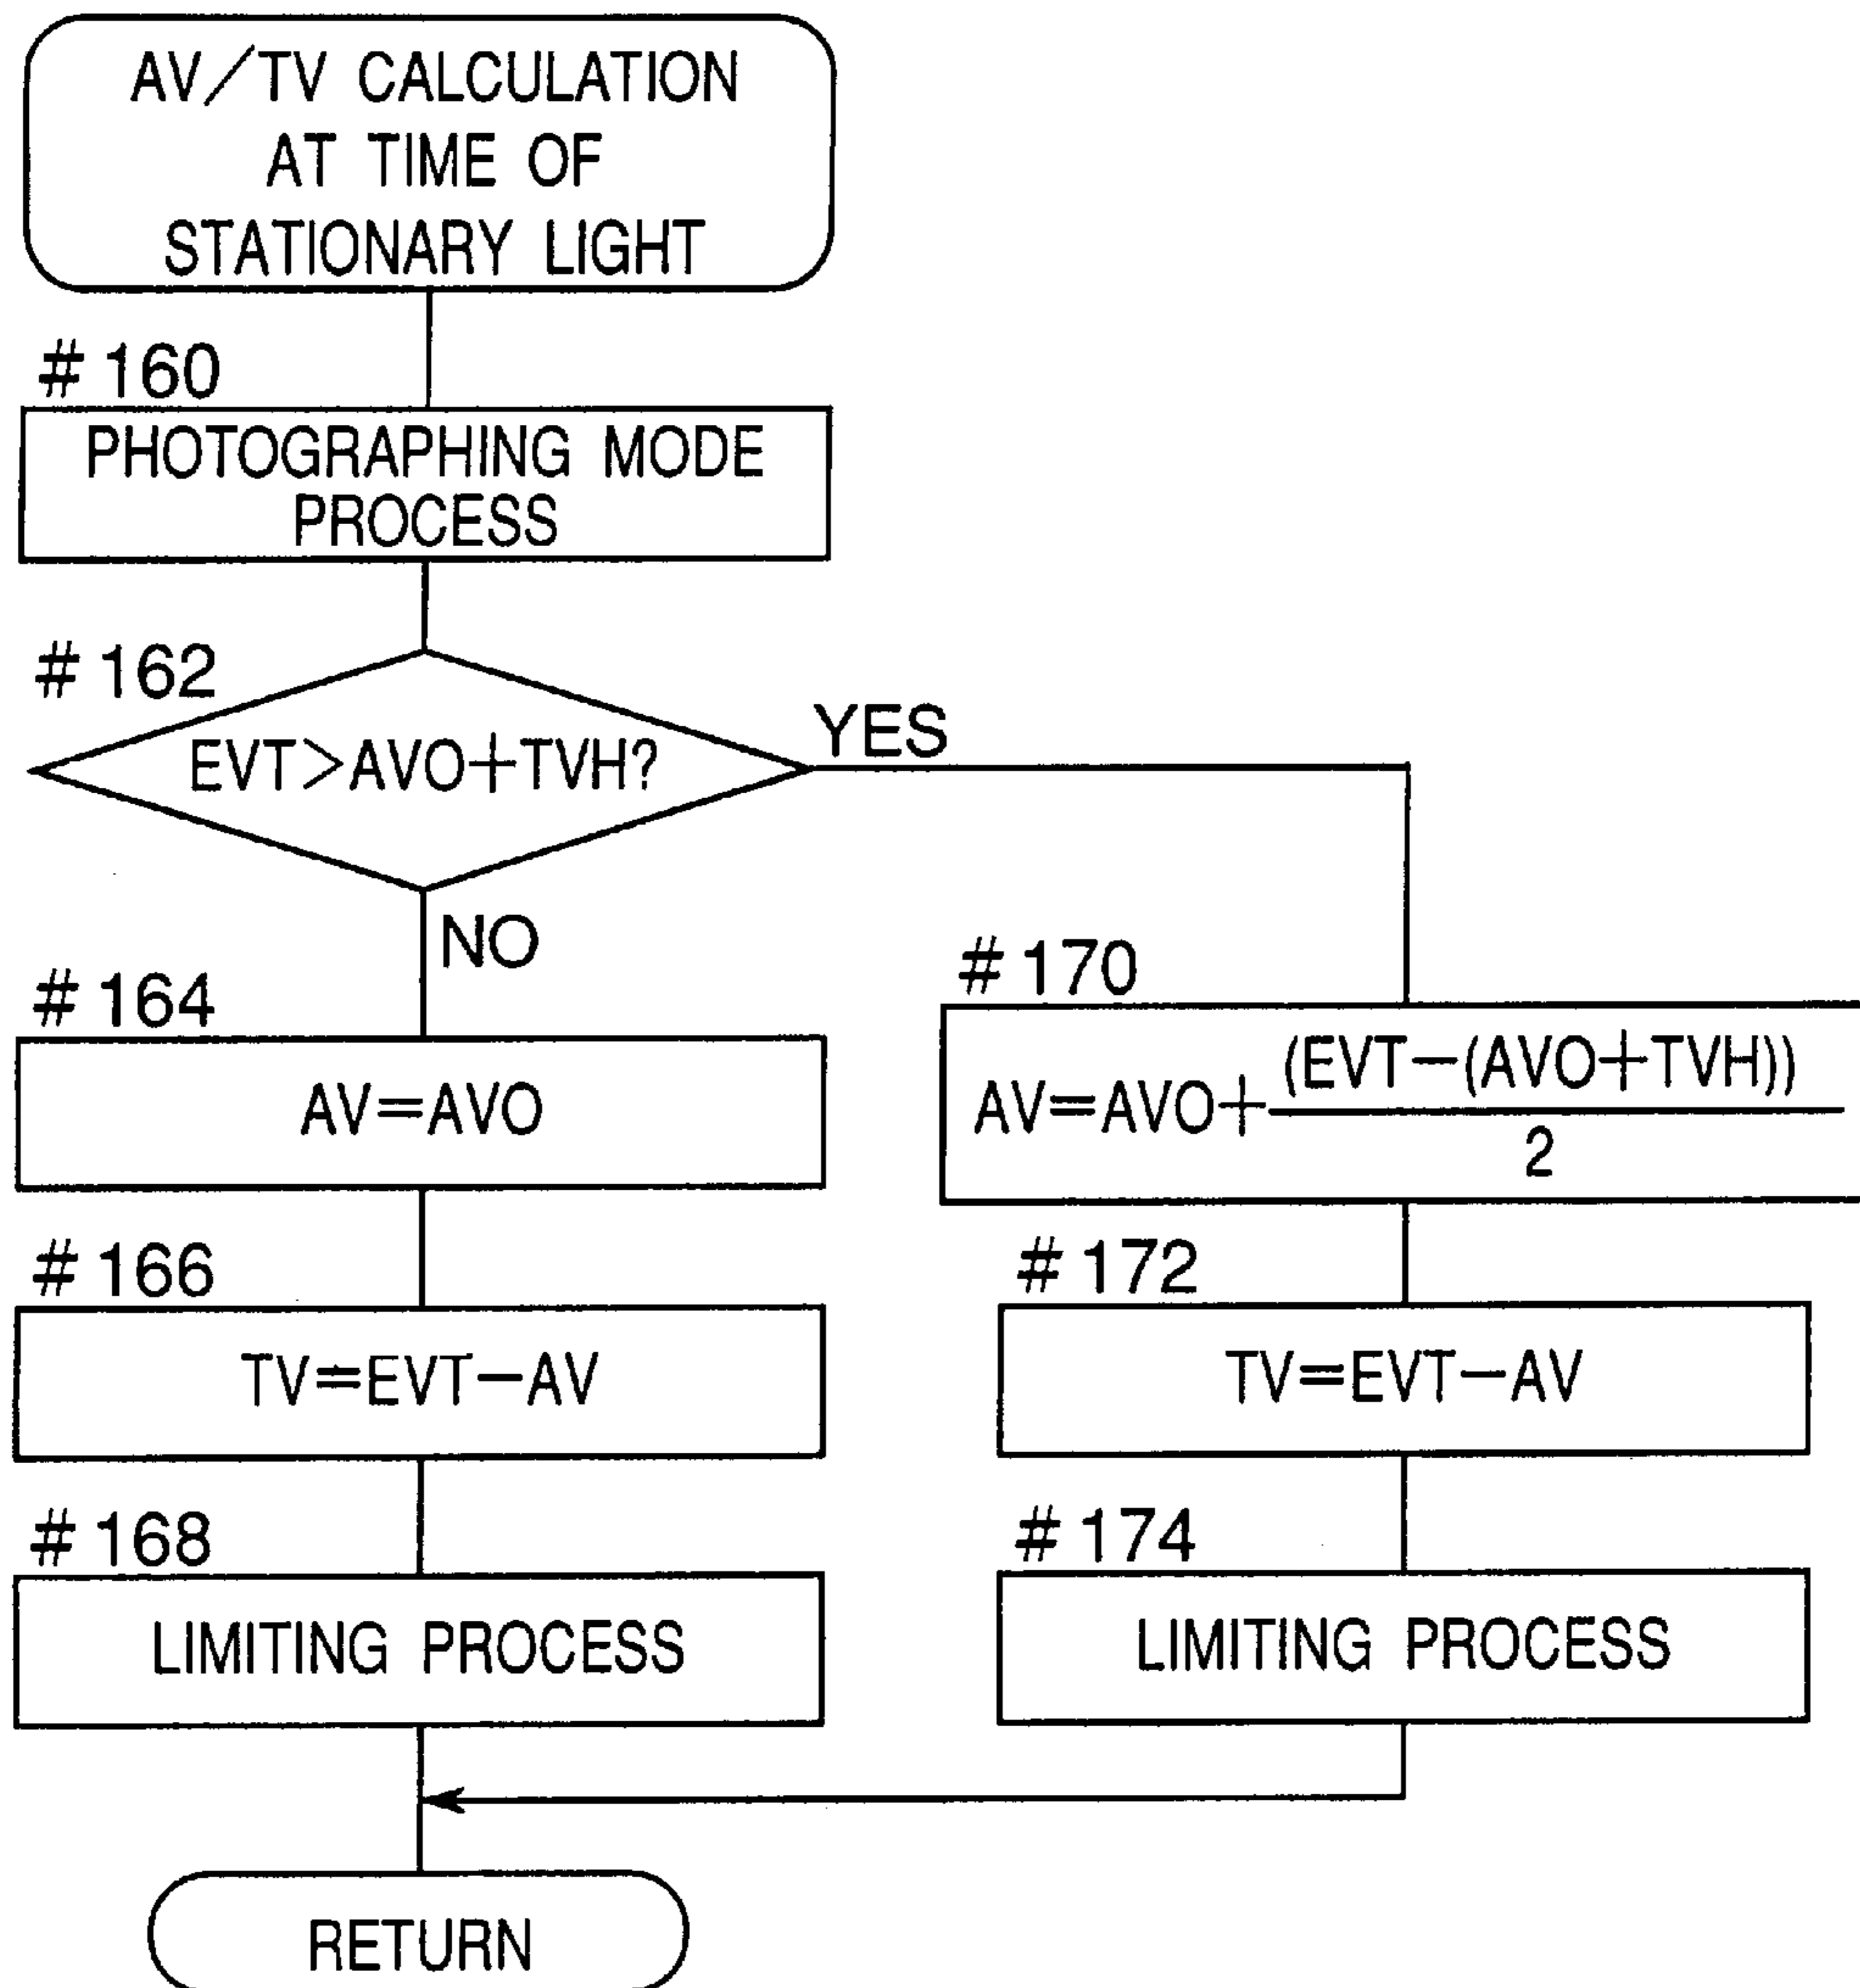 AV/TV CALCULATION
AT TIME OF
STATIONARY LIGHT
#160
PHOTOGRAPHING MODE
PROCESS
#162
EVT>AVO+TVH?
YES
NO
#164
AV=AVO
#166
TV=EVT-AV
#168
LIMITING PROCESS
#170
AV=AVO+(EVT-(AVO+TVH))
2
#172
TV=EVT-AV
#174
LIMITING PROCESS
RETURN